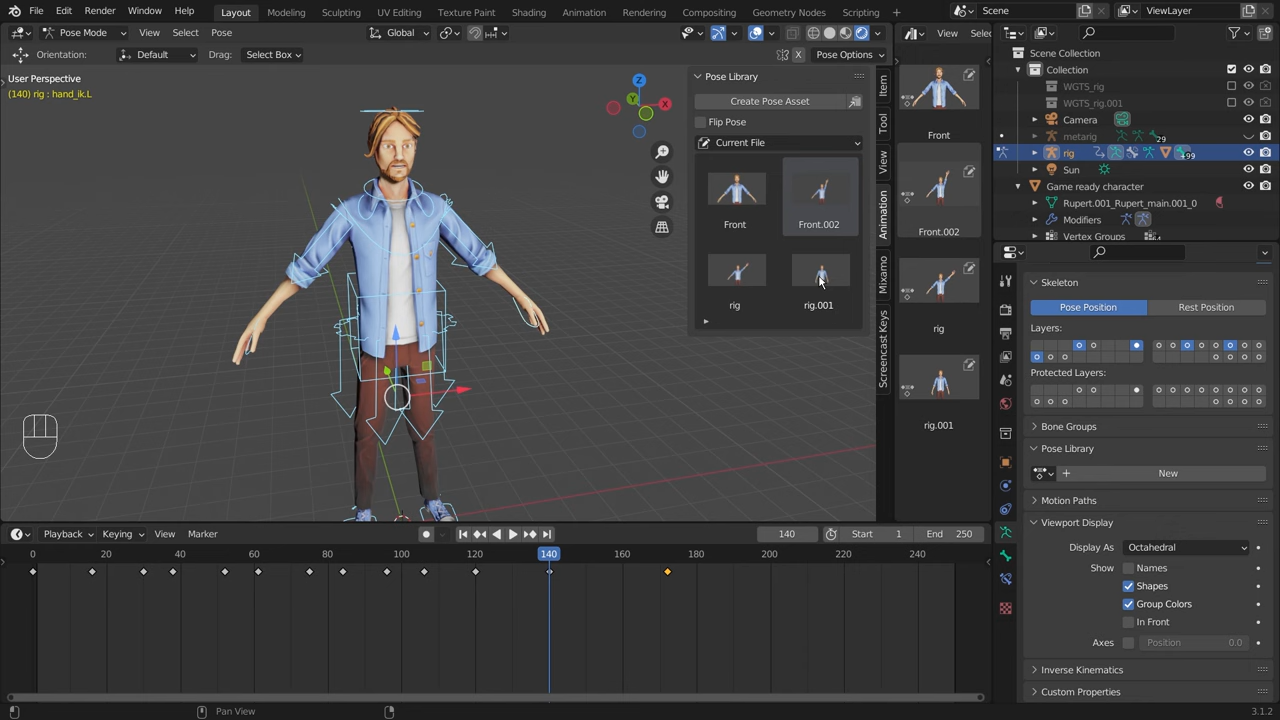 File Edit Render Window Help Layout Modeling Sculpting UV Editing Texture Paint Shading Animation Rendering Compositing Geometry Nodes Scripting Scene ViewLayer
Pose Mode View Select Pose Global View Selec
Orientation: Default Drag: Select Box X Pose Options
User Perspective
(140) rig : hand_ik.L
Z
Y
X
Pose Library
Create Pose Asset
Flip Pose
Current File
Front Front.002
rig rig.001
Item
Tool
View
Animation
Mixamo
Screencast Keys
Front
Front.002
rig
rig.001
Scene Collection
Collection
WGTS_rig
WGTS_rig.001
Camera
metarig 29
rig 99
Sun
Game ready character
Rupert.001_Rupert_main.001_0
Modifiers
Vertex Groups
Skeleton
Pose Position Rest Position
Layers:
Protected Layers:
Bone Groups
Pose Library
New
Motion Paths
Viewport Display
Display As Octahedral
Show Names
Shapes
Group Colors
In Front
Axes Position 0.0
Inverse Kinematics
Custom Properties
Playback Keying View Marker 140 Start 1 End 250
0 20 40 60 80 100 120 140 160 180 200 220 240
Pan View 3.1.2